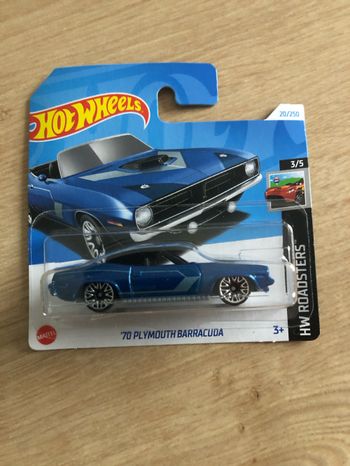 HOT WHEELS
20/250
3/5
HW ROADSTERS
'70 PLYMOUTH BARRACUDA
MATTEL
3+